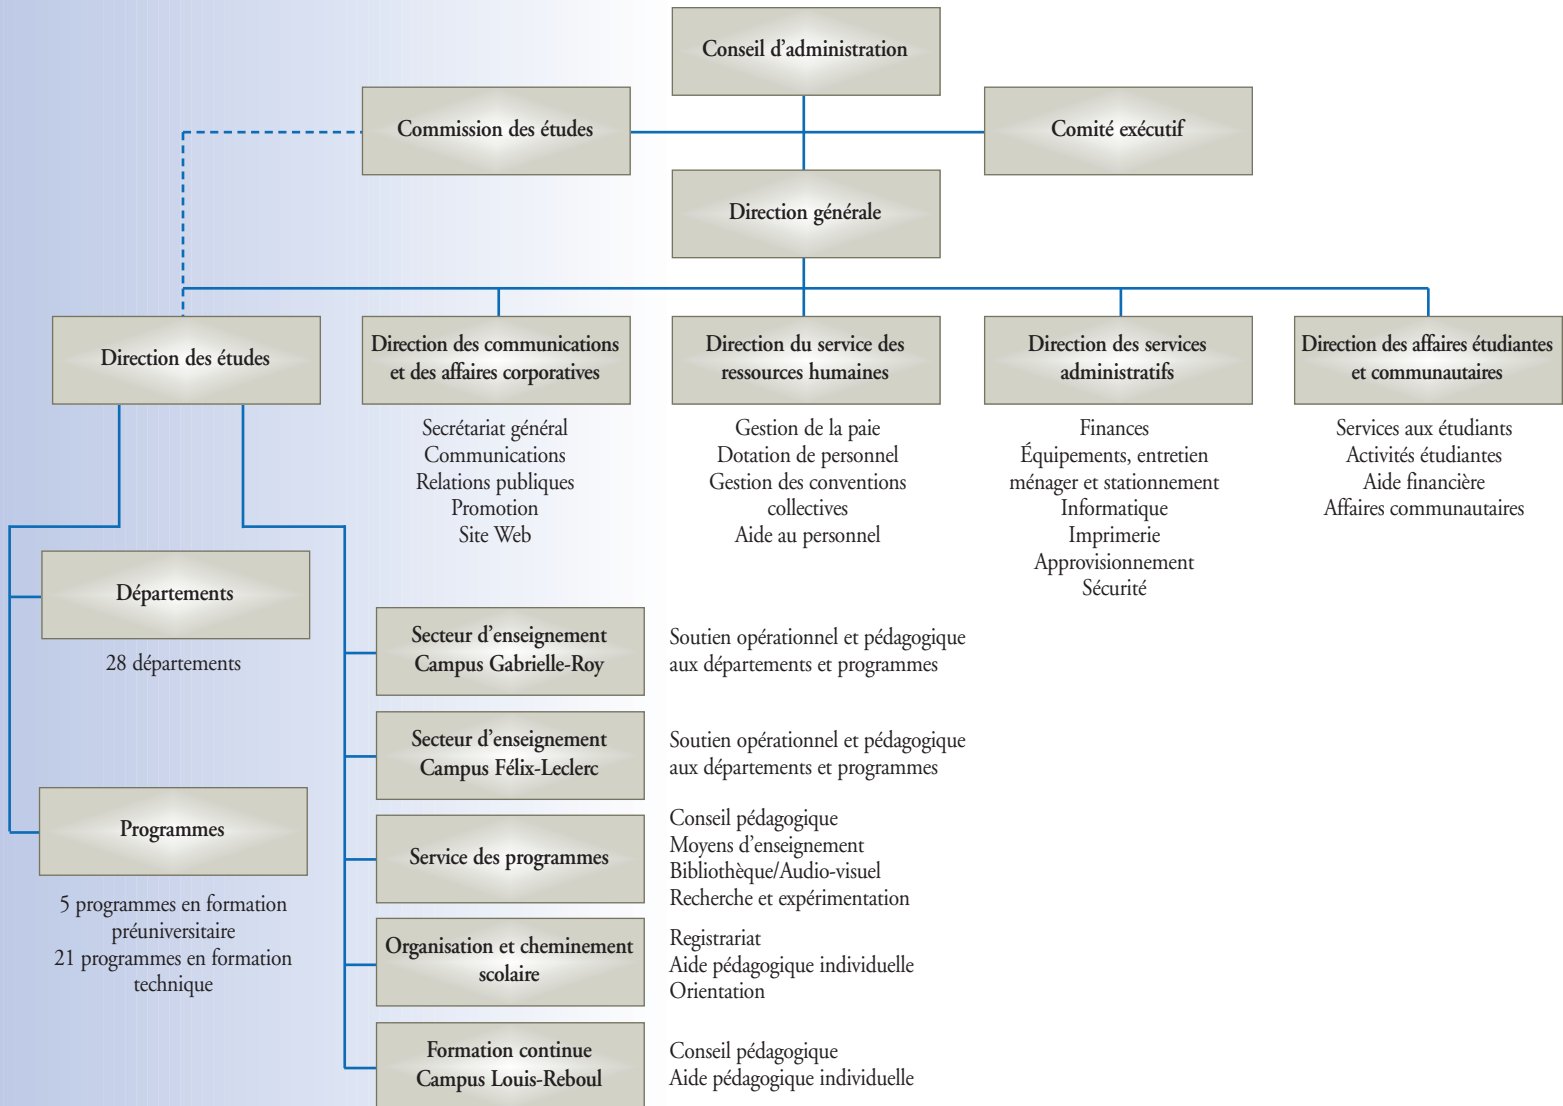 Conseil d'administration
Commission des études
Comité exécutif
Direction générale
Direction des études
Direction des communications
et des affaires corporatives
Secrétariat général
Communications
Relations publiques
Promotion
Site Web
Direction du service des
ressources humaines
Gestion de la paie
Dotation de personnel
Gestion des conventions
collectives
Aide au personnel
Direction des services
administratifs
Finances
Équipements, entretien
ménager et stationnement
Informatique
Imprimerie
Approvisionnement
Sécurité
Direction des affaires étudiantes
et communautaires
Services aux étudiants
Activités étudiantes
Aide financière
Affaires communautaires
Départements
28 départements
Programmes
5 programmes en formation
préuniversitaire
21 programmes en formation
technique
Secteur d'enseignement
Campus Gabrielle-Roy
Soutien opérationnel et pédagogique
aux départements et programmes
Secteur d'enseignement
Campus Félix-Leclerc
Soutien opérationnel et pédagogique
aux départements et programmes
Service des programmes
Conseil pédagogique
Moyens d'enseignement
Bibliothèque/Audio-visuel
Recherche et expérimentation
Organisation et cheminement
scolaire
Registrariat
Aide pédagogique individuelle
Orientation
Formation continue
Campus Louis-Reboul
Conseil pédagogique
Aide pédagogique individuelle